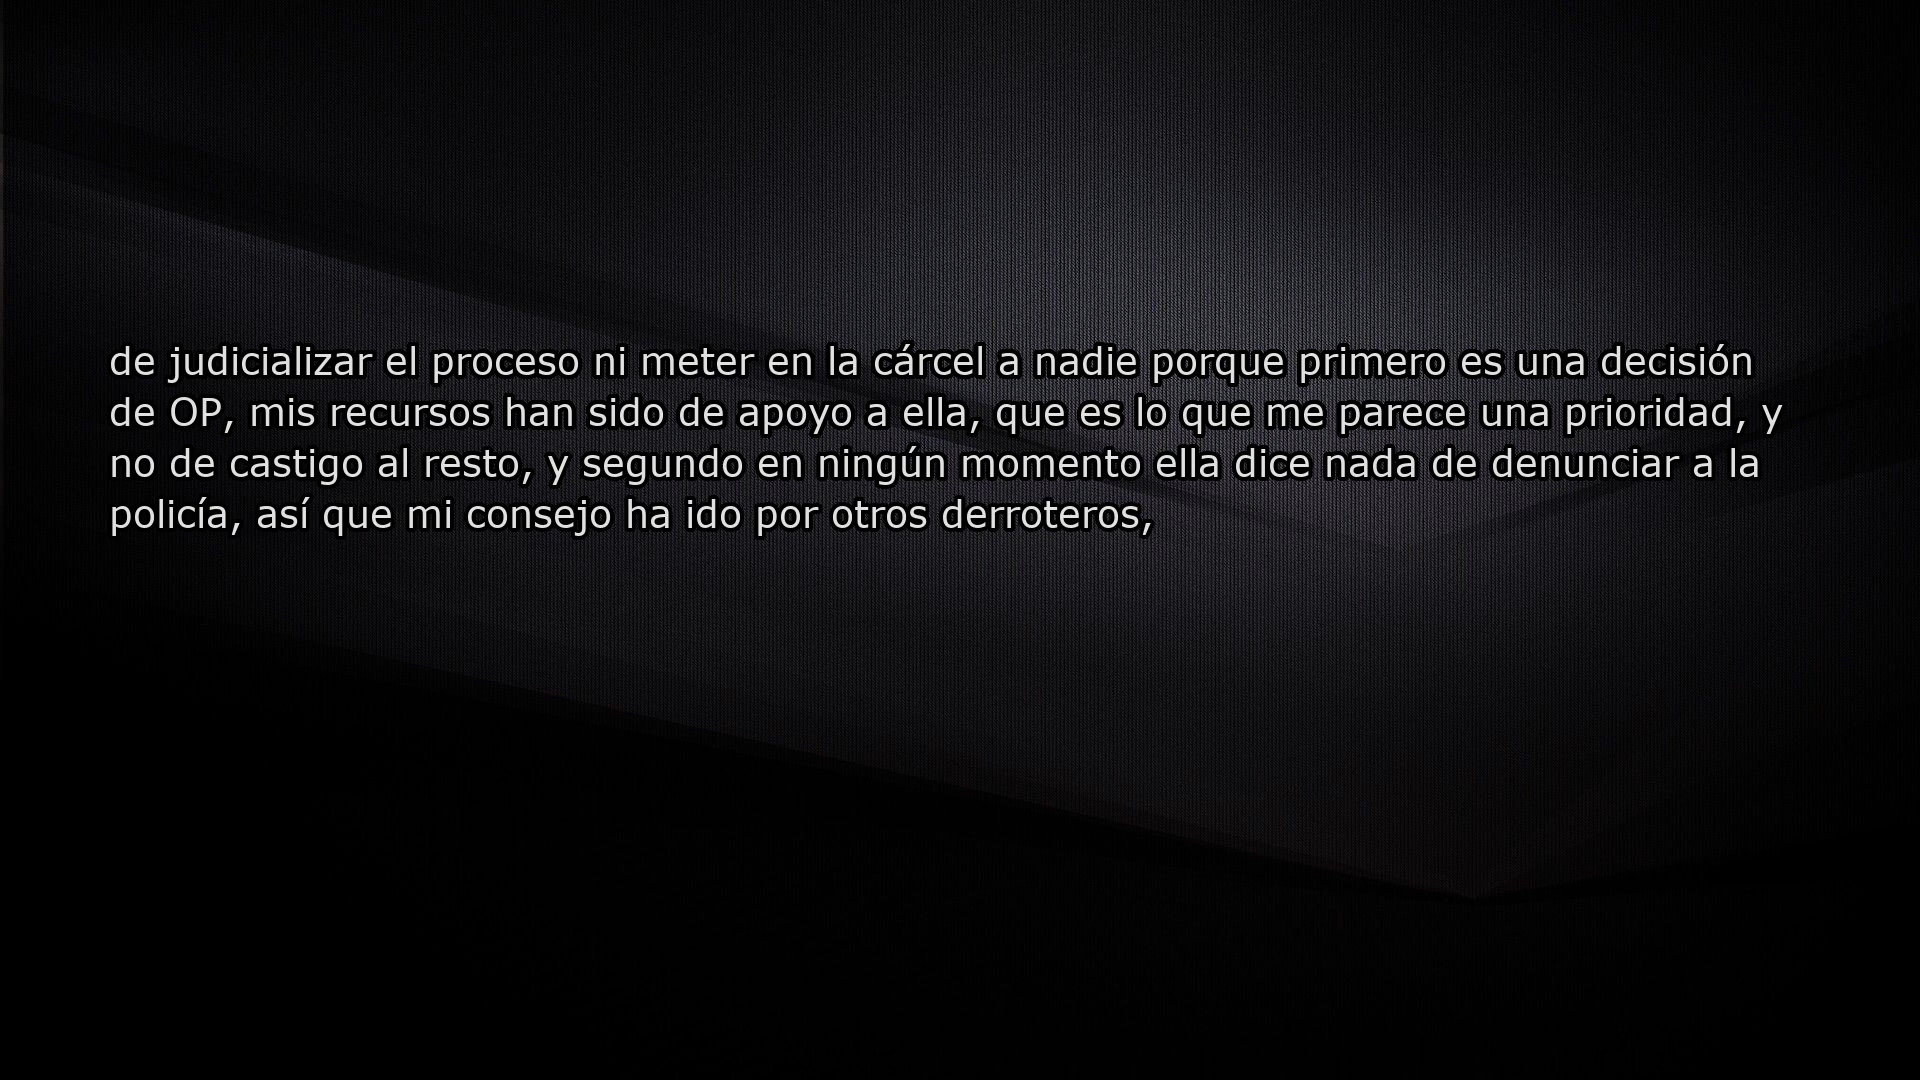 de judicializar el proceso ni meter en la cárcel a nadie porque primero es una decisión
de OP, mis recursos han sido de apoyo a ella, que es lo que me parece una prioridad, y
no de castigo al resto, y segundo en ningún momento ella dice nada de denunciar a la
policía, así que mi consejo ha ido por otros derroteros,